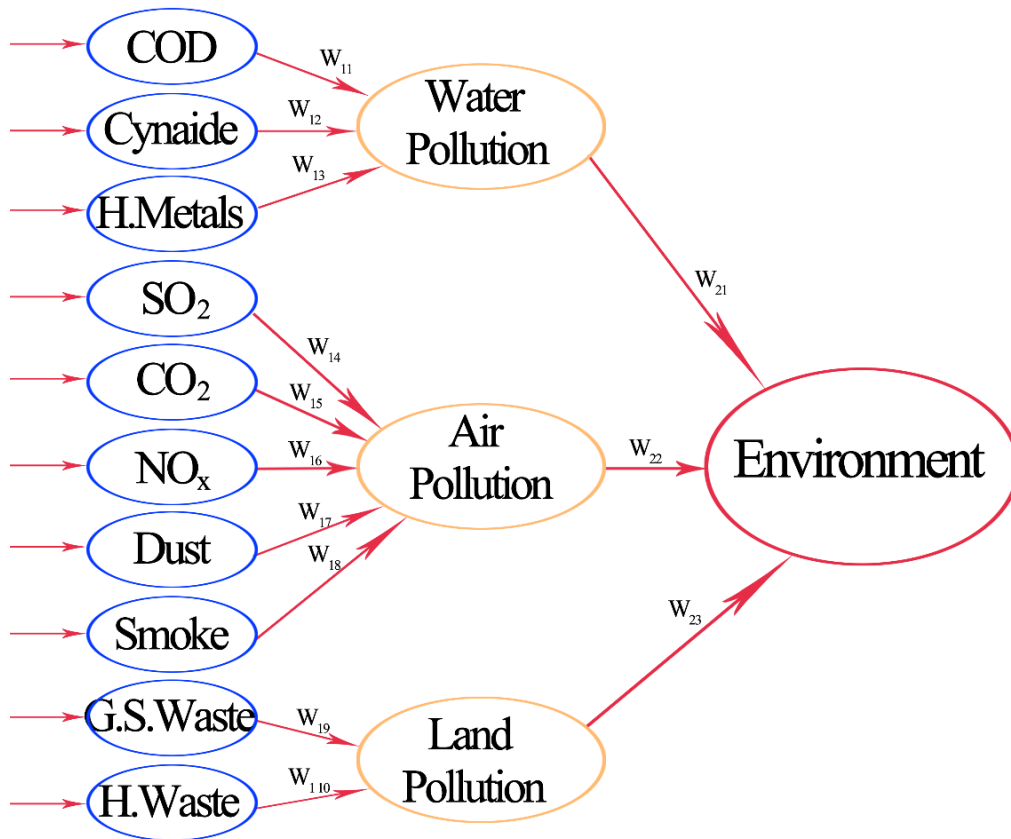 COD
Cynaide
H.Metals
SO₂
CO₂
NOₓ
Dust
Smoke
G.S.Waste
H.Waste
W₁₁
W₁₂
W₁₃
W₁₄
W₁₅
W₁₆
W₁₇
W₁₈
W₁₉
W₁ ₁₀
Water
Pollution
Air
Pollution
Land
Pollution
W₂₁
W₂₂
W₂₃
Environment